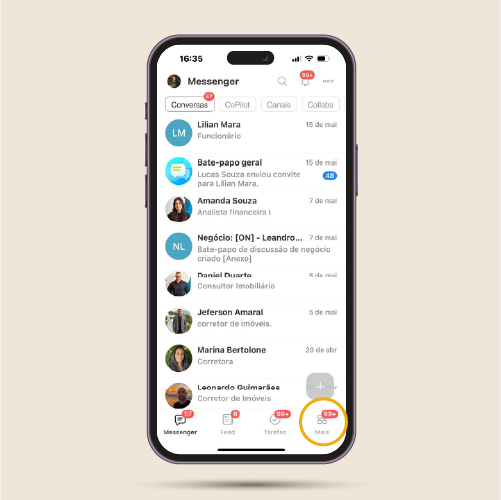 16:35
Messenger
99+
57
Conversas
CoPilot
Canais
Collabs
LM
Lilian Mara
15 de mai
Funcionário
Bate-papo geral
15 de mai
Lucas Souza enviou convite
para Lilian Mara.
48
Amanda Souza
7 de mai
Analista financeiro I
NL
Negócio: [ON] - Leandro...
7 de mai
Bate-papo de discussão de negócio
criado [Anexo]
Daniel Duarte
5 de mai
Consultor Imobiliário
Jeferson Amaral
5 de mai
corretor de imóveis.
Marina Bertolone
29 de abr
Corretora
Leonardo Guimarães
Corretor de Imóveis
57
8
99+
99+
Messenger
Feed
Tarefas
Mais